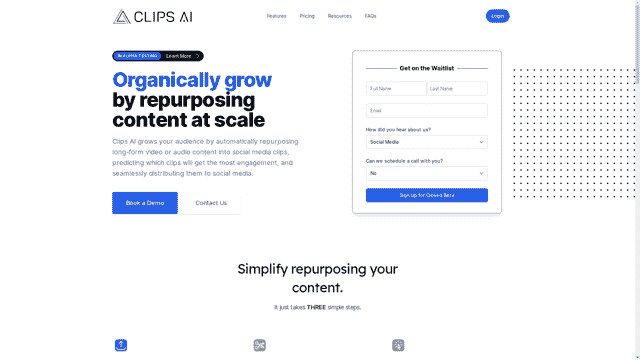 CLIPS AI
Features
Pricing
Resources
FAQs
Login
Learn More
Organically grow
by repurposing
content at scale
Clips AI grows your audience by automatically repurposing
long-form video or audio content into social media clips,
predicting which clips will get the most engagement, and
seamlessly distributing them to social media.
Book a Demo
Contact Us
Get on the Waitlist
Full Name
Last Name
Email
How did you hear about us?
Social Media
Can we schedule a call with you?
No
Sign up for Closed Beta
Simplify repurposing your
content.
It just takes THREE simple steps.